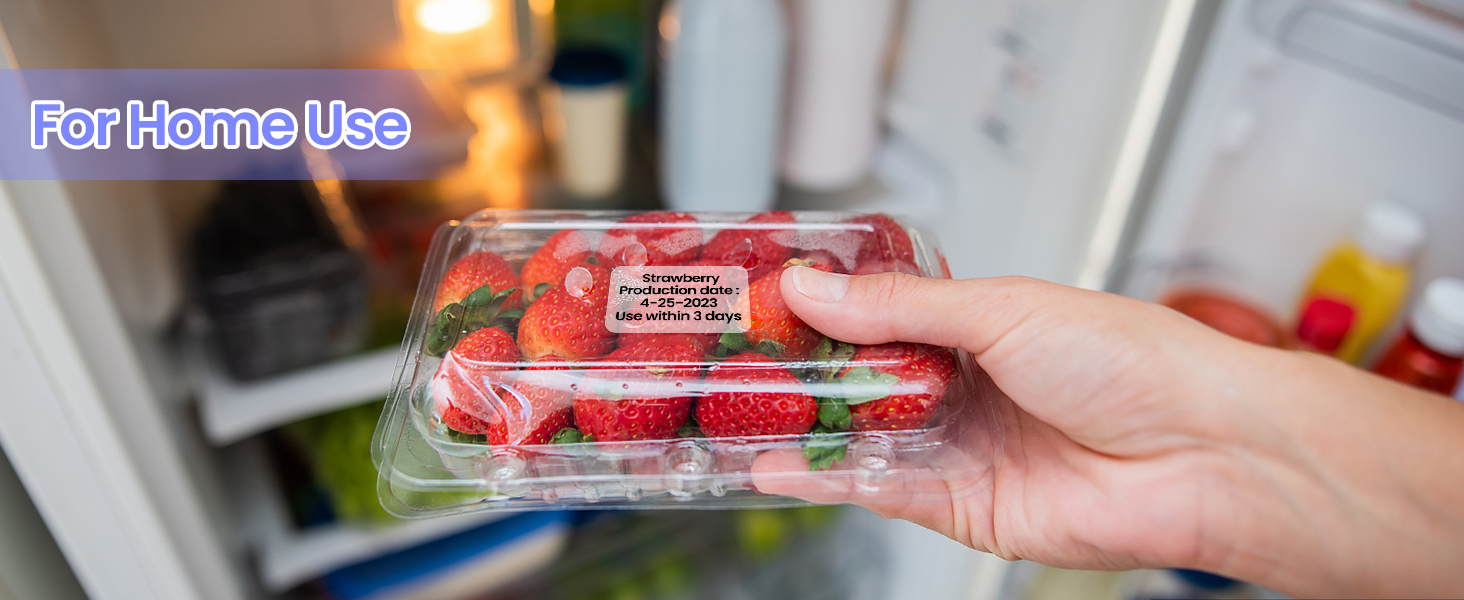 For Home Use
Strawberry
Production date :
4-25-2023
Use within 3 days